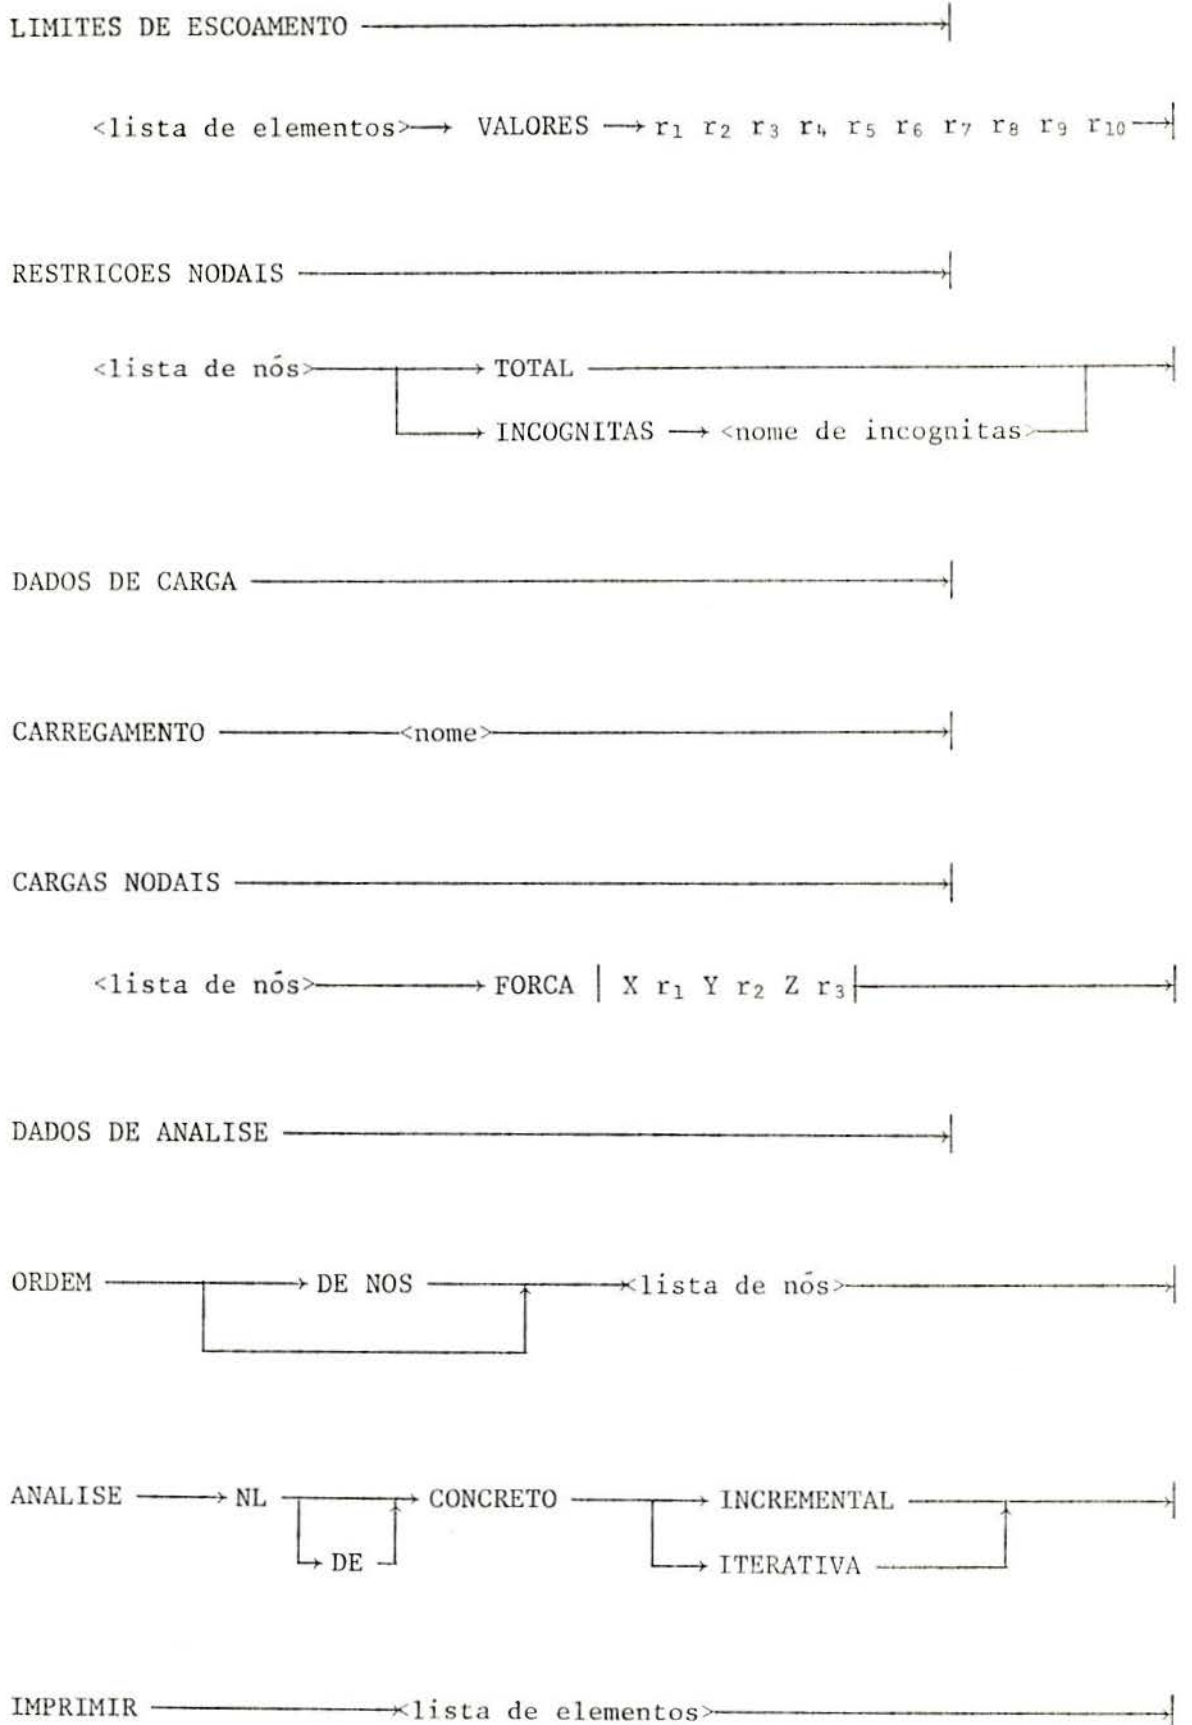 LIMITES DE ESCOAMENTO
<lista de elementos> VALORES r₁ r₂ r₃ r₄ r₅ r₆ r₇ r₈ r₉ r₁₀
RESTRICOES NODAIS
<lista de nõs> TOTAL
INCOGNITAS <nome de incognitas>
DADOS DE CARGA
CARREGAMENTO <nome>
CARGAS NODAIS
<lista de nõs> FORCA | X r₁ Y r₂ Z r₃|
DADOS DE ANALISE
ORDEM DE NOS <lista de nõs>
ANALISE NL CONCRETO INCREMENTAL
DE ITERATIVA
IMPRIMIR <lista de elementos>